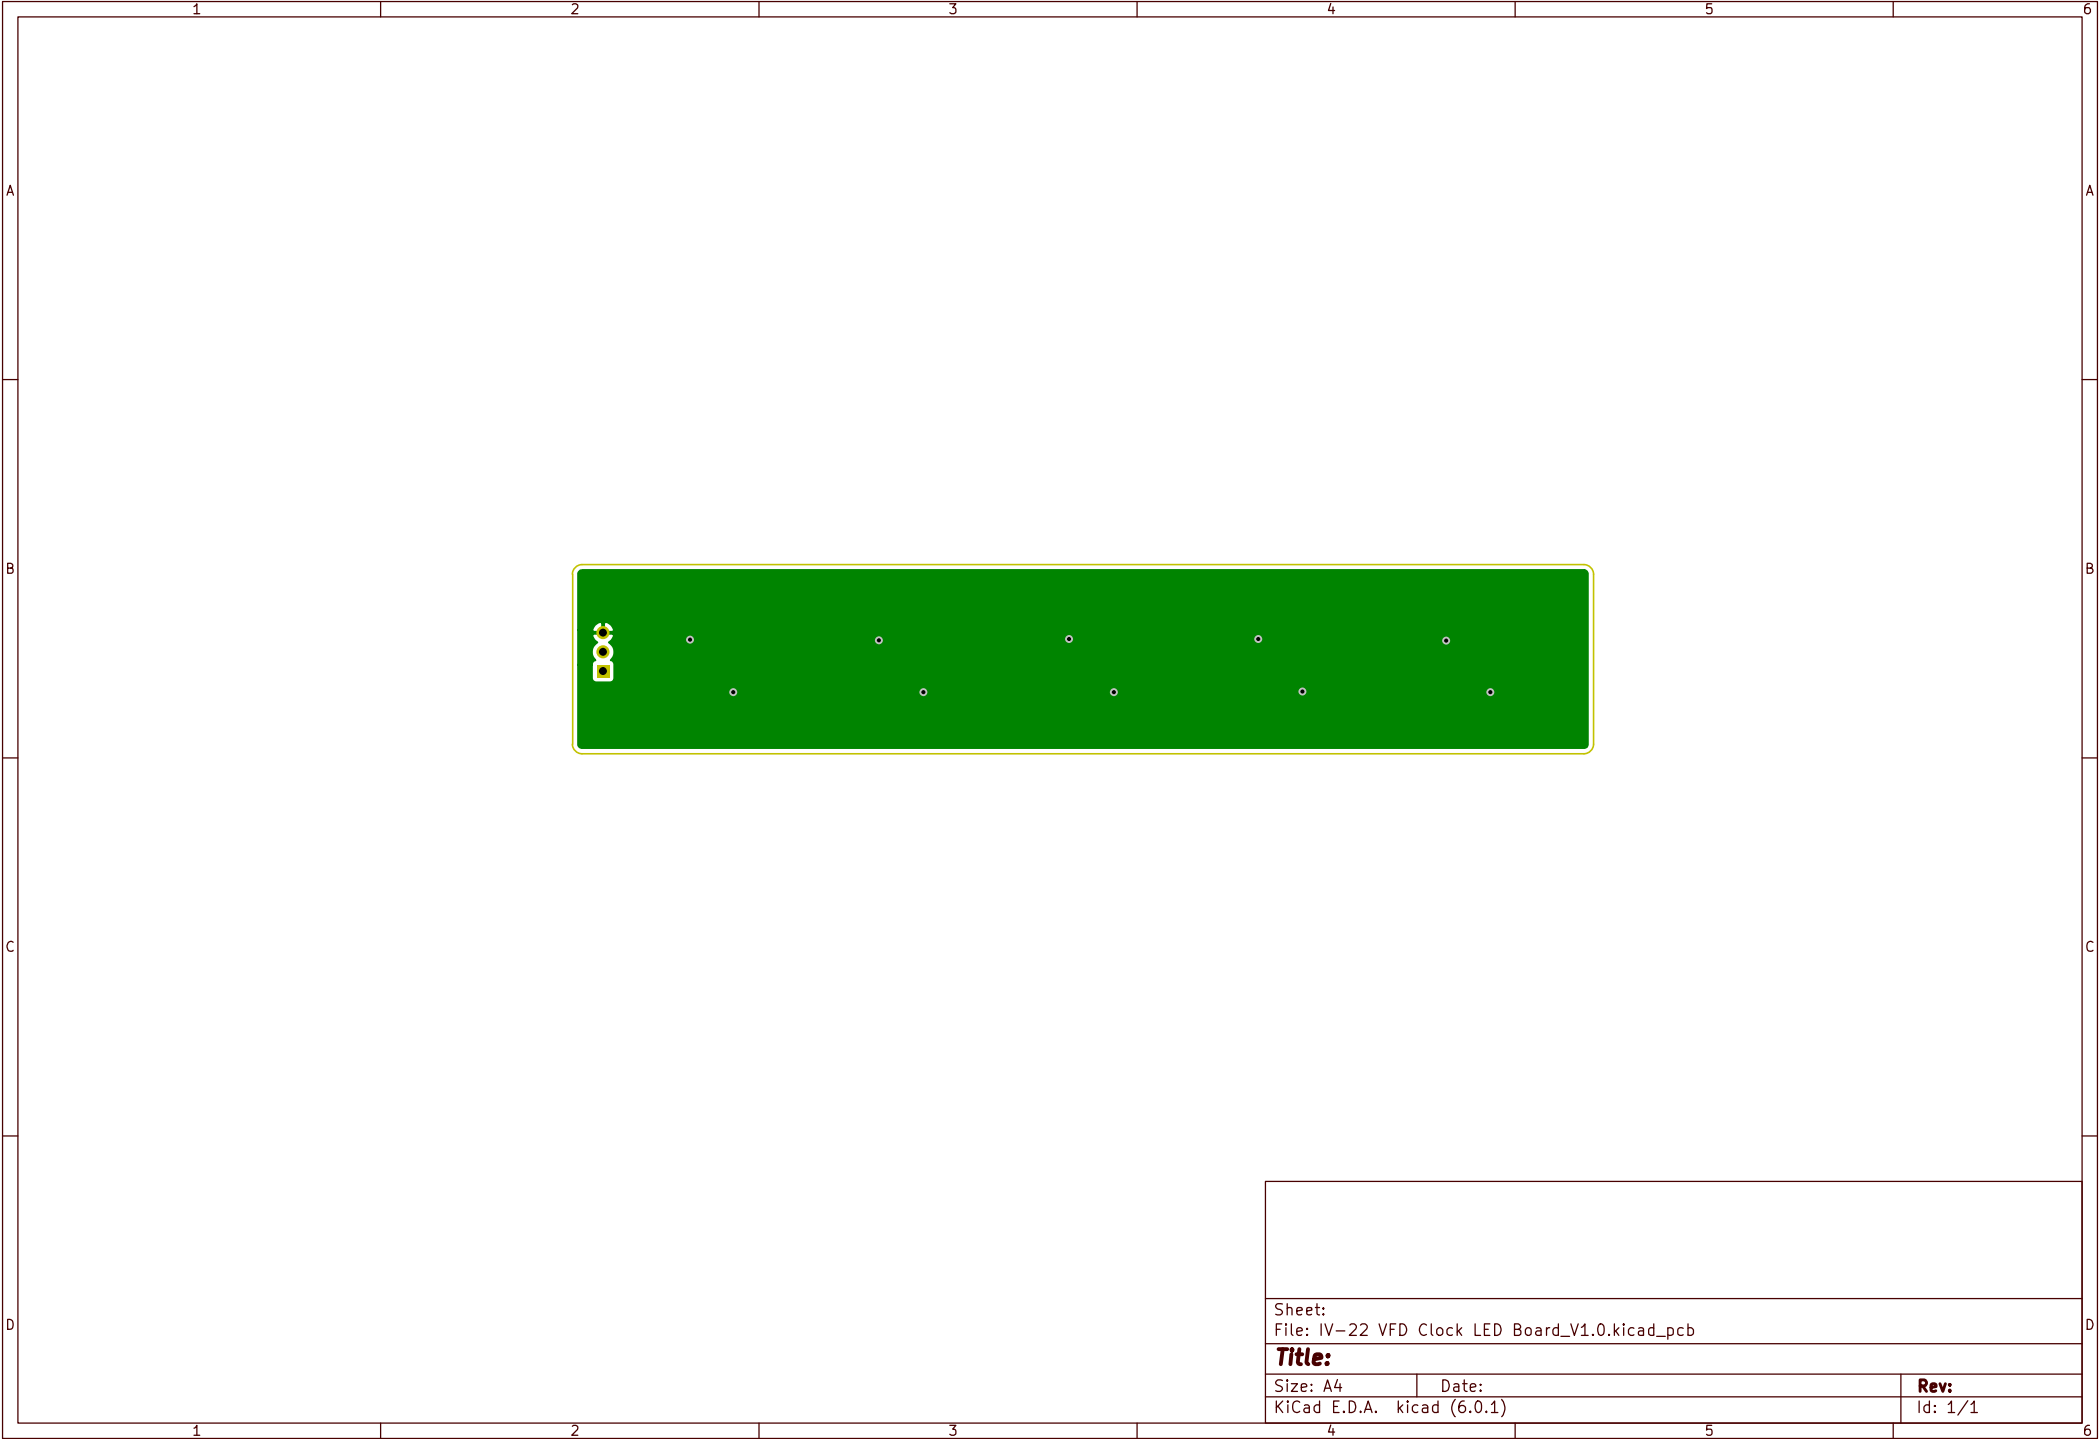 1 2 3 4 5 6
A A
B B
C C
Sheet:
File: IV-22 VFD Clock LED Board_V1.0.kicad_pcb
D D
Title:
Size: A4 Date: Rev:
KiCad E.D.A. kicad (6.0.1) Id: 1/1
1 2 3 4 5 6